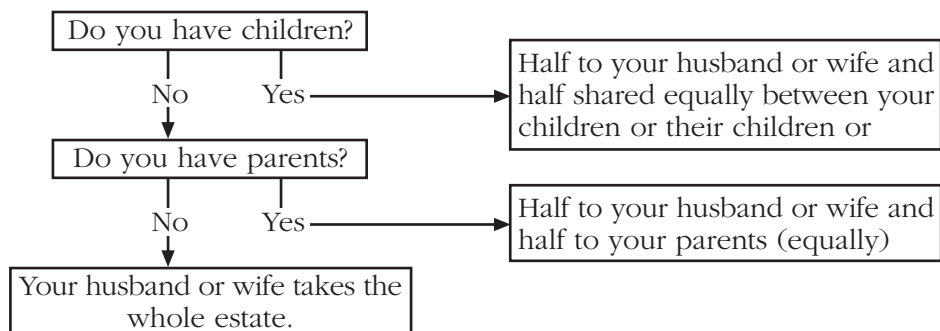 Do you have children?
No
Yes
Half to your husband or wife and
half shared equally between your
children or their children or
Do you have parents?
No
Yes
Half to your husband or wife and
half to your parents (equally)
Your husband or wife takes the
whole estate.